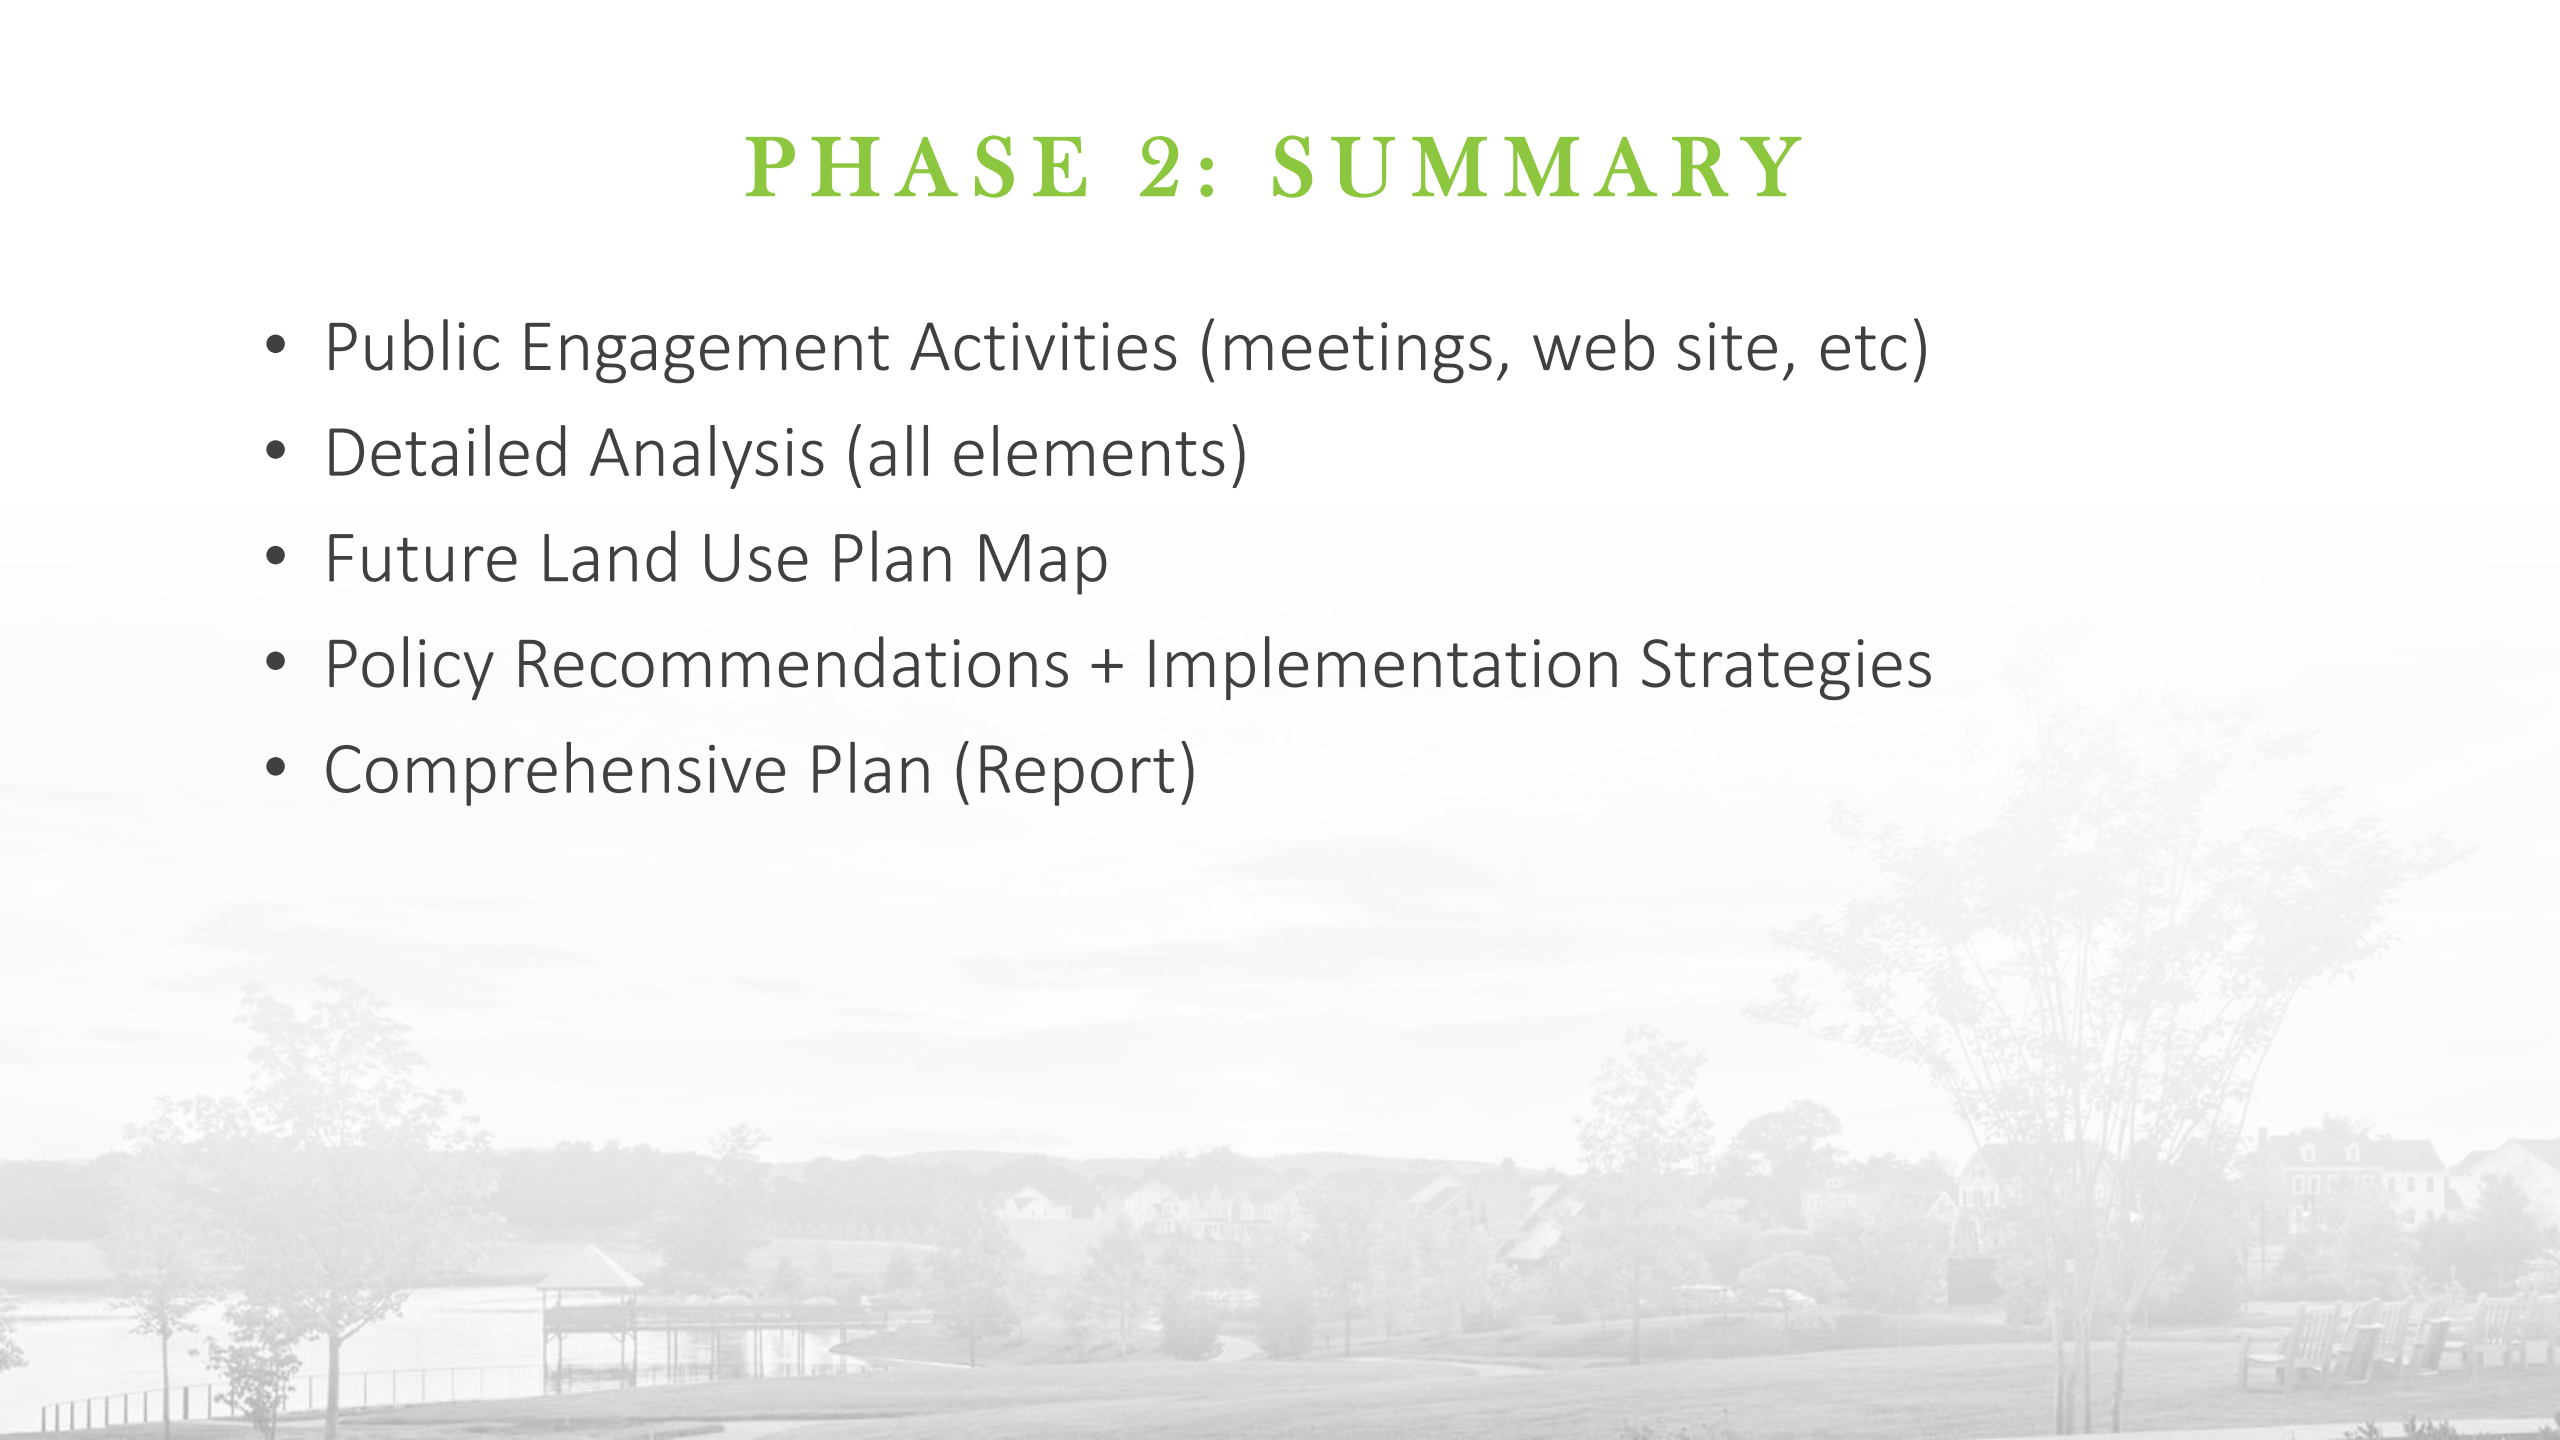 PHASE 2: SUMMARY
• Public Engagement Activities (meetings, web site, etc)
• Detailed Analysis (all elements)
• Future Land Use Plan Map
• Policy Recommendations + Implementation Strategies
• Comprehensive Plan (Report)